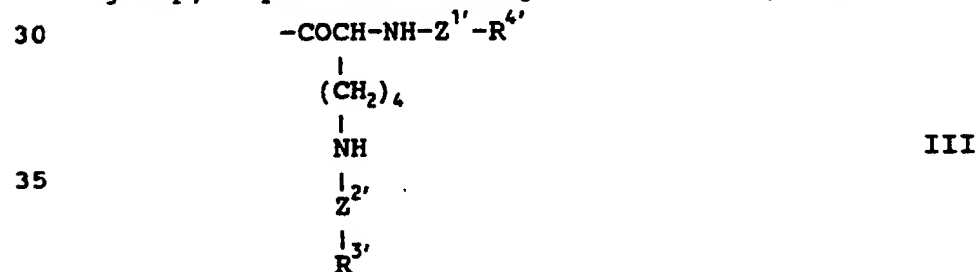 30 -COCH-NH-Z1'-R4'
|
(CH2)4
|
NH III
35 |
Z2'
|
R3'